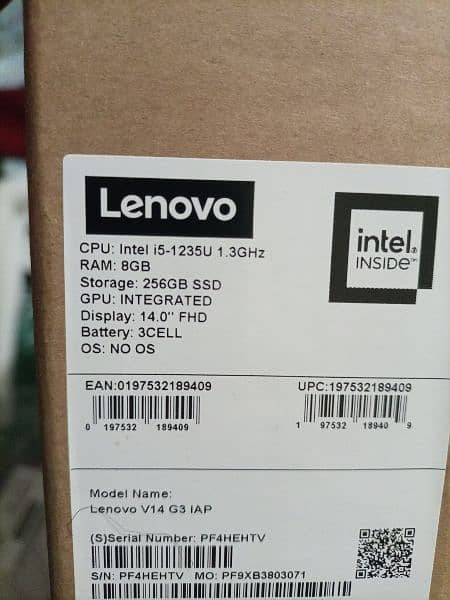 Lenovo
intel
INSIDE™
CPU: Intel i5-1235U 1.3GHz
RAM: 8GB
Storage: 256GB SSD
GPU: INTEGRATED
Display: 14.0'' FHD
Battery: 3CELL
OS: NO OS
EAN:0197532189409
UPC:197532189409
0 197532 189409
1 97532 18940 9
Model Name:
Lenovo V14 G3 IAP
(S)Serial Number: PF4HEHTV
S/N: PF4HEHTV MO: PF9XB3803071